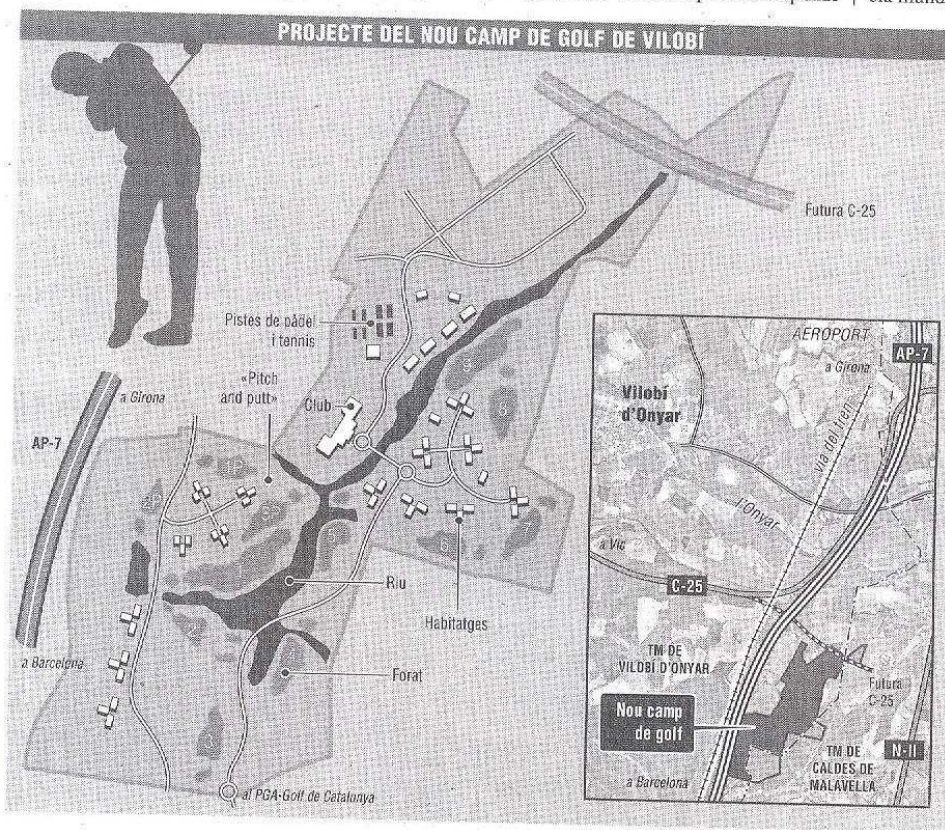 PROJECTE DEL NOU CAMP DE GOLF DE VILOBÍ
Futura C-25
Pistes de pàdel
i tennis
«Pitch
and putt»
Club
a Girona
AP-7
Riu
Habitatges
Forat
a Barcelona
al PGA-Golf de Catalunya
AEROPORT
AP-7
a Girona
Vilobí
d'Onyar
Via del tren
l'Onyar
a Vic
C-25
TM DE
VILOBÍ D'ONYAR
Futura
C-25
Nou camp
de golf
TM DE
CALDES DE
MALAVELLA
N-II
a Barcelona